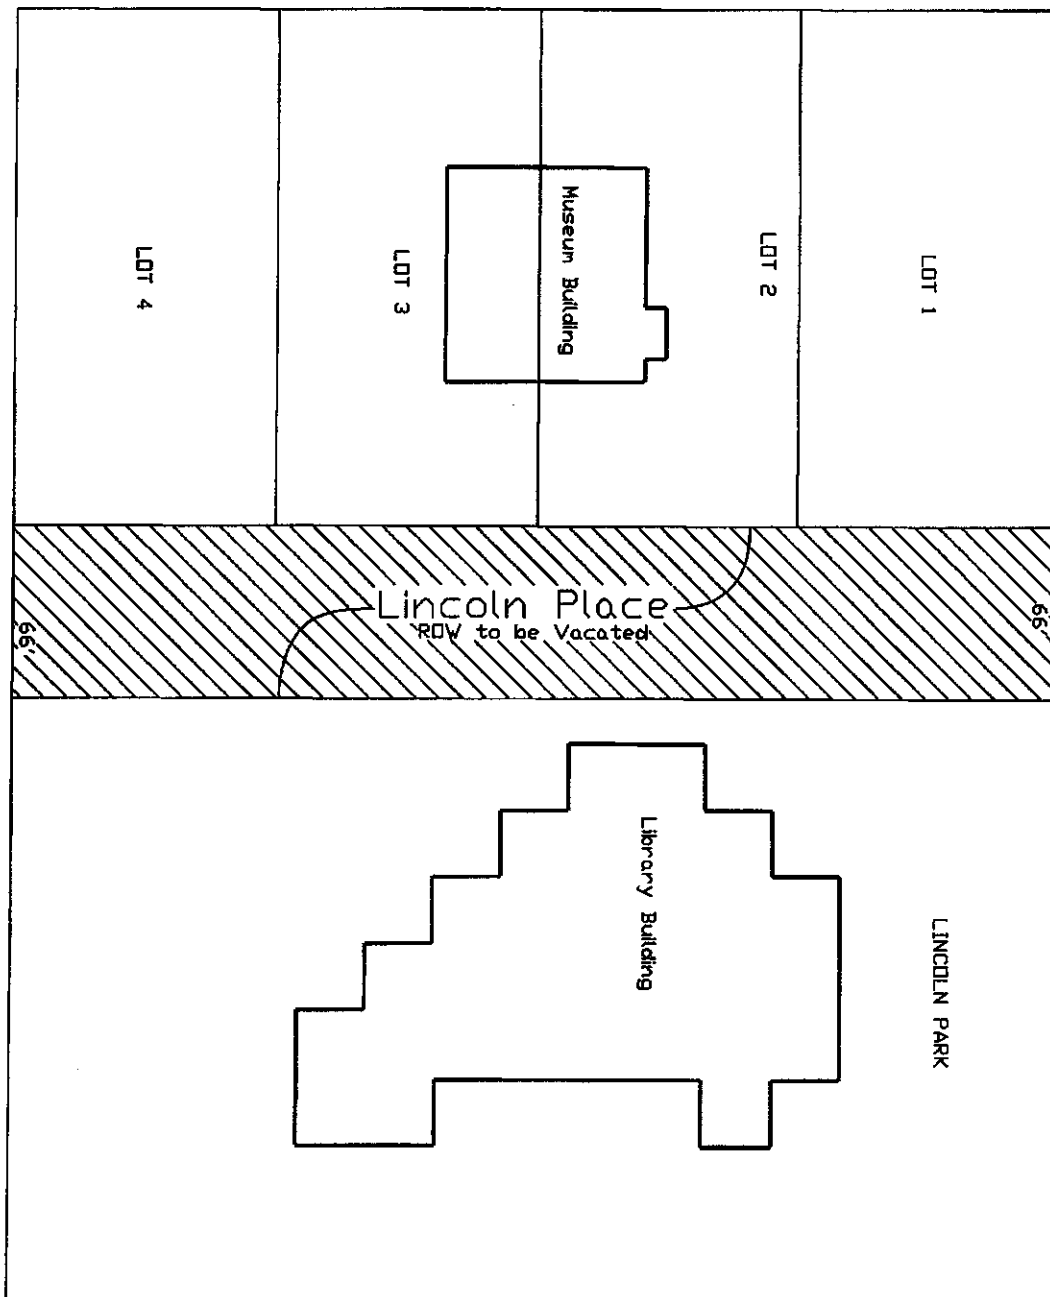 LOT 1
LOT 2
LOT 3
LOT 4
Museum Building
66'
Lincoln Place
ROW to be Vacated
66'
Library Building
LINCOLN PARK